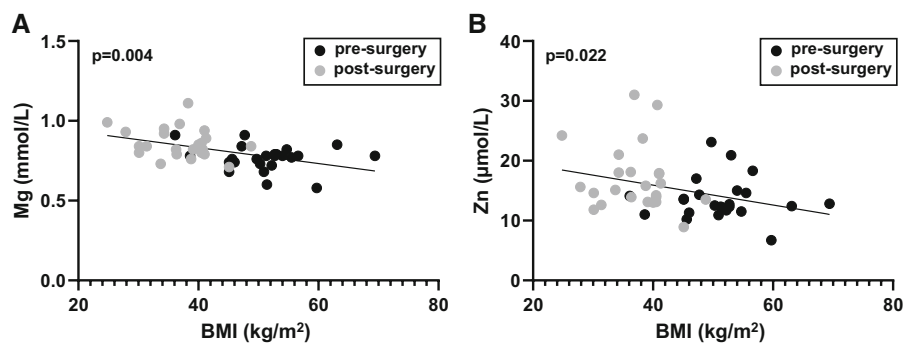 A
p=0.004
pre-surgery
post-surgery
Mg (mmol/L)
1.5
1.0
0.5
0.0
20 40 60 80
BMI (kg/m²)
B
p=0.022
pre-surgery
post-surgery
Zn (µmol/L)
40
30
20
10
0
20 40 60 80
BMI (kg/m²)